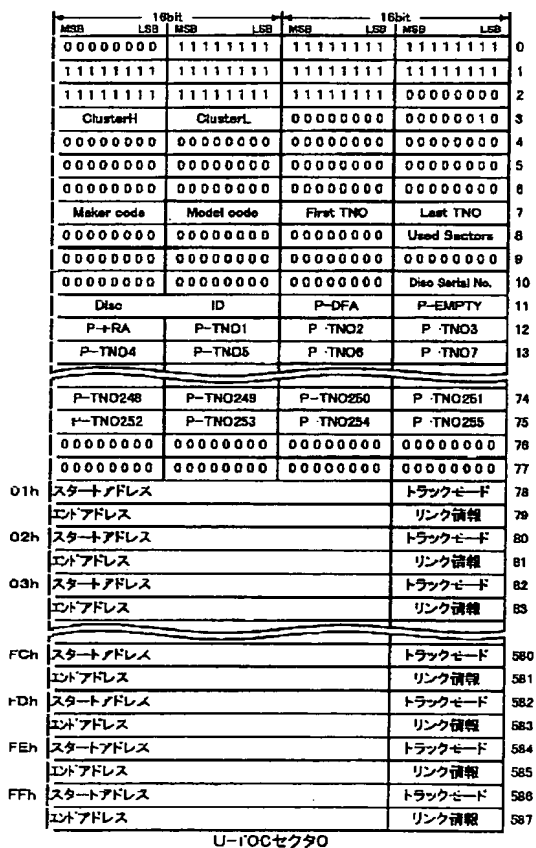 16bit 16bit
MSB LSB MSB LSB MSB LSB MSB LSB
00000000 11111111 11111111 11111111 0
11111111 11111111 11111111 11111111 1
11111111 11111111 11111111 00000000 2
ClusterH ClusterL 00000000 00000010 3
00000000 00000000 00000000 00000000 4
00000000 00000000 00000000 00000000 5
00000000 00000000 00000000 00000000 6
Maker code Model code First TNO Last TNO 7
00000000 00000000 00000000 Used Sectors 8
00000000 00000000 00000000 00000000 9
00000000 00000000 00000000 Disc Serial No. 10
Disc ID P-DFA P-EMPTY 11
P-FRA P-TNO1 P-TNO2 P-TNO3 12
P-TNO4 P-TNO5 P-TNO6 P-TNO7 13
P-TNO248 P-TNO249 P-TNO250 P-TNO251 74
P-TNO252 P-TNO253 P-TNO254 P-TNO255 75
00000000 00000000 00000000 00000000 76
00000000 00000000 00000000 00000000 77
01h スタートアドレス トラックモード 78
エンドアドレス リンク情報 79
02h スタートアドレス トラックモード 80
エンドアドレス リンク情報 81
03h スタートアドレス トラックモード 82
エンドアドレス リンク情報 83
FCh スタートアドレス トラックモード 580
エンドアドレス リンク情報 581
FDh スタートアドレス トラックモード 582
エンドアドレス リンク情報 583
FEh スタートアドレス トラックモード 584
エンドアドレス リンク情報 585
FFh スタートアドレス トラックモード 586
エンドアドレス リンク情報 587
U-TOCセクタ0